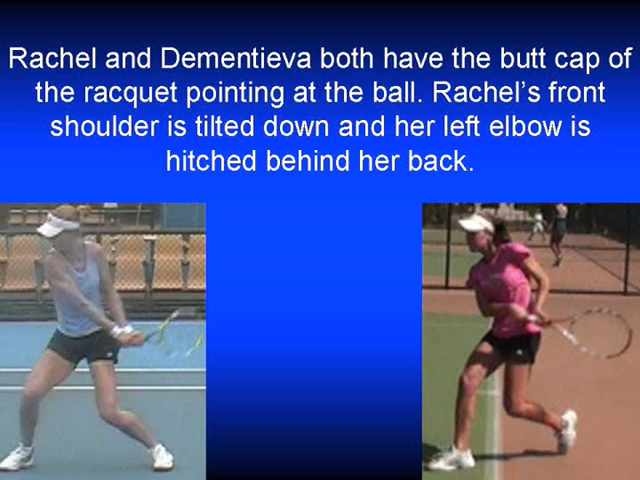 Rachel and Dementieva both have the butt cap of
the racquet pointing at the ball. Rachel’s front
shoulder is tilted down and her left elbow is
hitched behind her back.